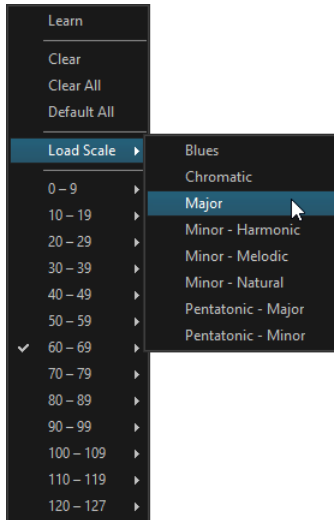 Learn
Clear
Clear All
Default All
Load Scale
0 – 9
10 – 19
20 – 29
30 – 39
40 – 49
50 – 59
60 – 69
70 – 79
80 – 89
90 – 99
100 – 109
110 – 119
120 – 127
Blues
Chromatic
Major
Minor - Harmonic
Minor - Melodic
Minor - Natural
Pentatonic - Major
Pentatonic - Minor